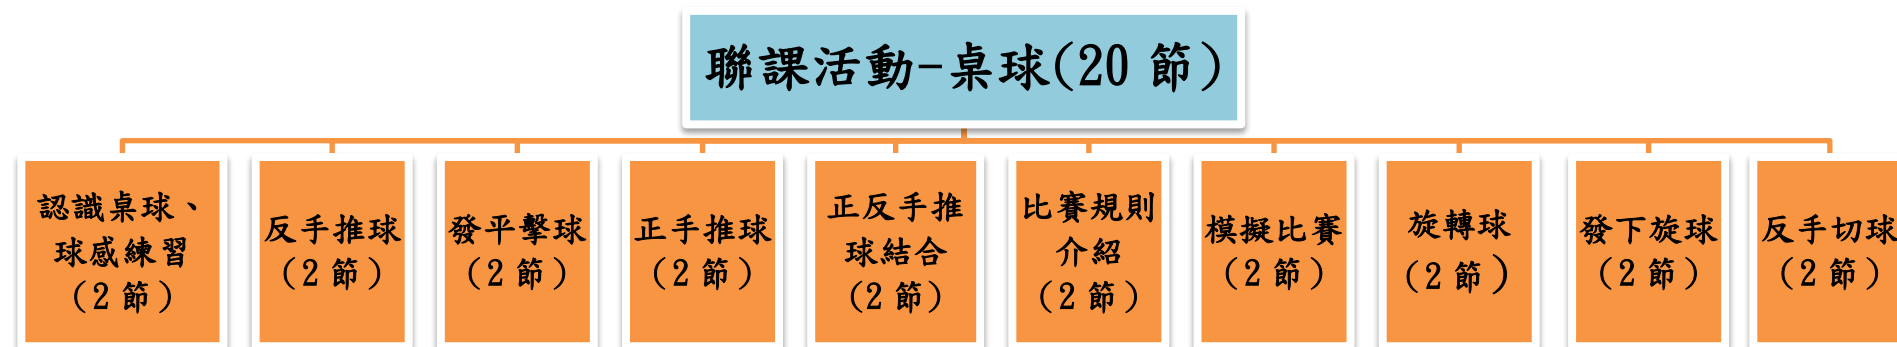 聯課活動-桌球(20 節)
認識桌球、
球感練習
(2 節)
反手推球
(2 節)
發平擊球
(2 節)
正手推球
(2 節)
正反手推
球結合
(2 節)
比賽規則
介紹
(2 節)
模擬比賽
(2 節)
旋轉球
(2 節)
發下旋球
(2 節)
反手切球
(2 節)